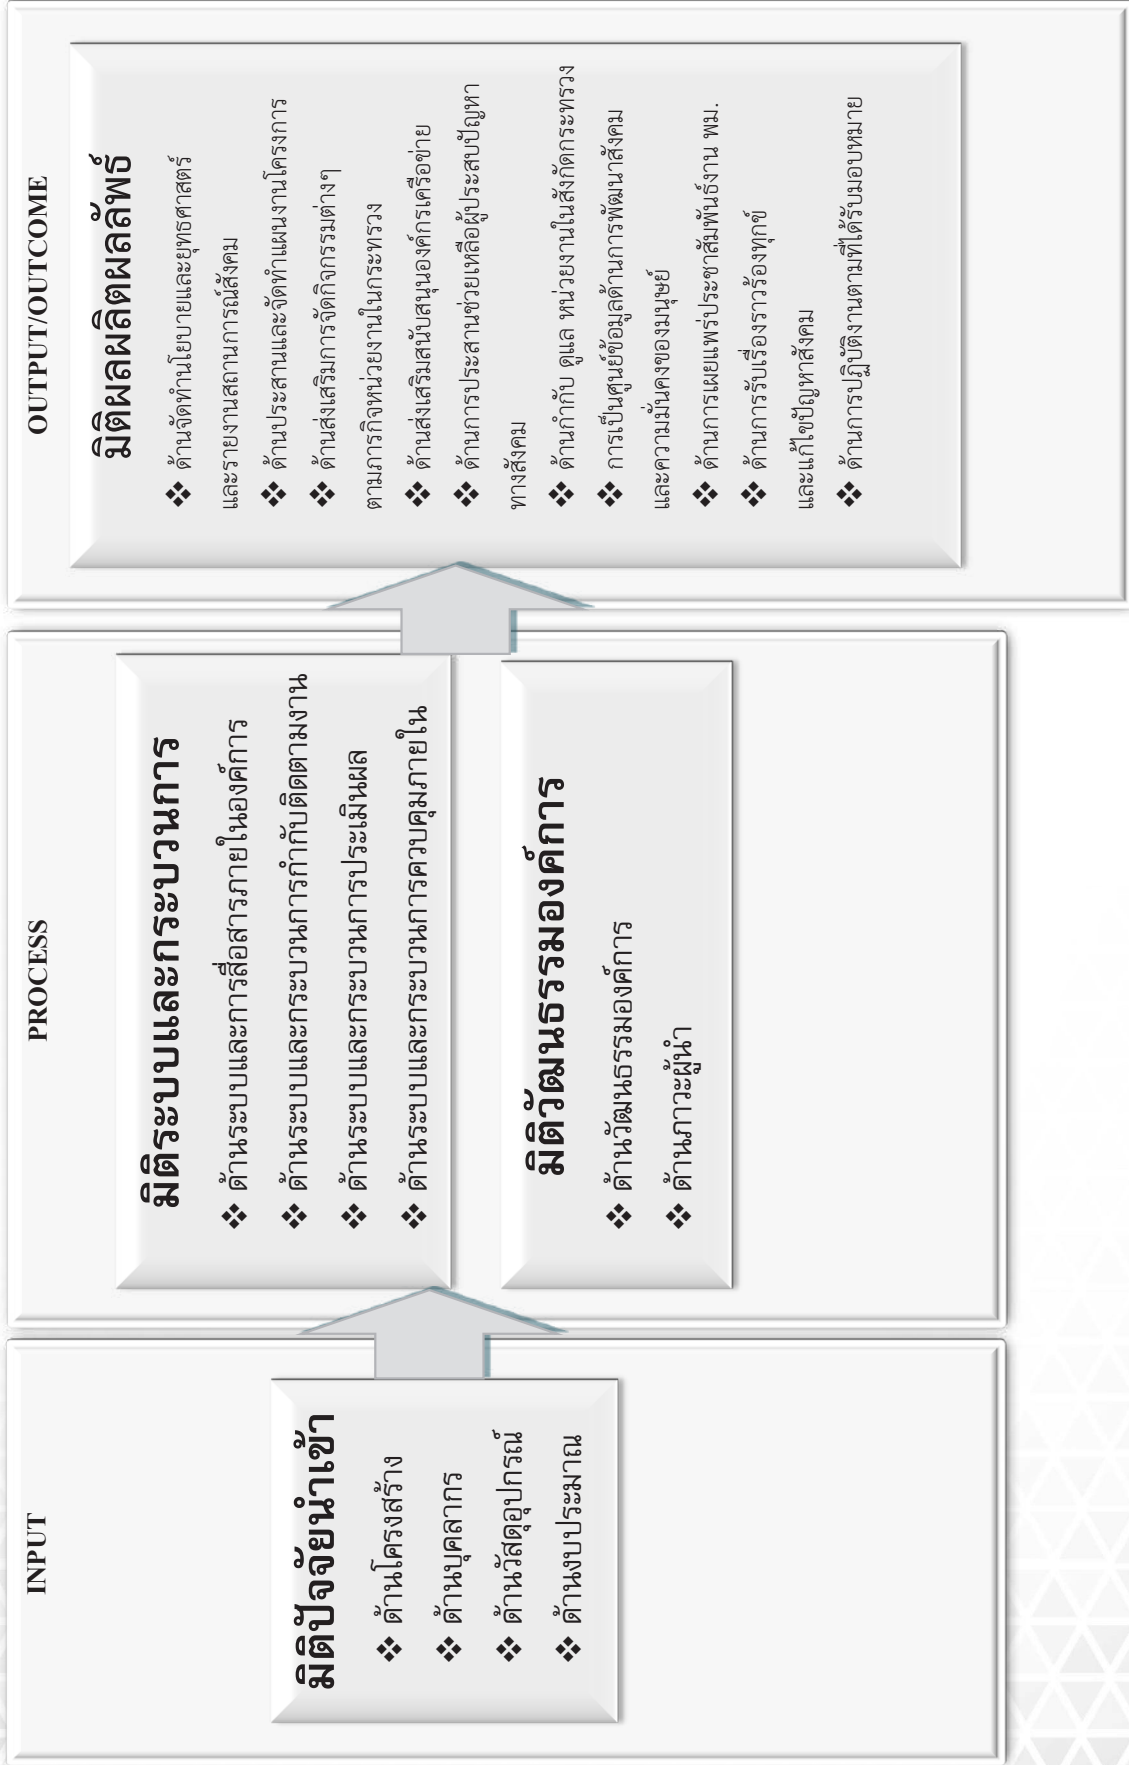 INPUT
มิติปัจจัยนำเข้า
❖ ด้านโครงสร้าง
❖ ด้านบุคลากร
❖ ด้านวัสดุอุปกรณ์
❖ ด้านงบประมาณ
PROCESS
มิติระบบและกระบวนการ
❖ ด้านระบบและการสื่อสารภายในองค์การ
❖ ด้านระบบและกระบวนการกำกับติดตามงาน
❖ ด้านระบบและกระบวนการประเมินผล
❖ ด้านระบบและกระบวนการควบคุมภายใน
มิติวัฒนธรรมองค์การ
❖ ด้านวัฒนธรรมองค์การ
❖ ด้านภาวะผู้นำ
OUTPUT/OUTCOME
มิติผลผลิตผลลัพธ์
❖ ด้านจัดทำนโยบายและยุทธศาสตร์
และรายงานสถานการณ์สังคม
❖ ด้านประสานและจัดทำแผนงานโครงการ
❖ ด้านส่งเสริมการจัดกิจกรรมต่างๆ
ตามภารกิจหน่วยงานในกระทรวง
❖ ด้านส่งเสริมสนับสนุนองค์กรเครือข่าย
❖ ด้านการประสานช่วยเหลือผู้ประสบปัญหา
ทางสังคม
❖ ด้านกำกับ ดูแล หน่วยงานในสังกัดกระทรวง
❖ การเป็นศูนย์ข้อมูลด้านการพัฒนาสังคม
และความมั่นคงของมนุษย์
❖ ด้านการเผยแพร่ประชาสัมพันธ์งาน พม.
❖ ด้านการรับเรื่องราวร้องทุกข์
และแก้ไขปัญหาสังคม
❖ ด้านการปฏิบัติงานตามที่ได้รับมอบหมาย